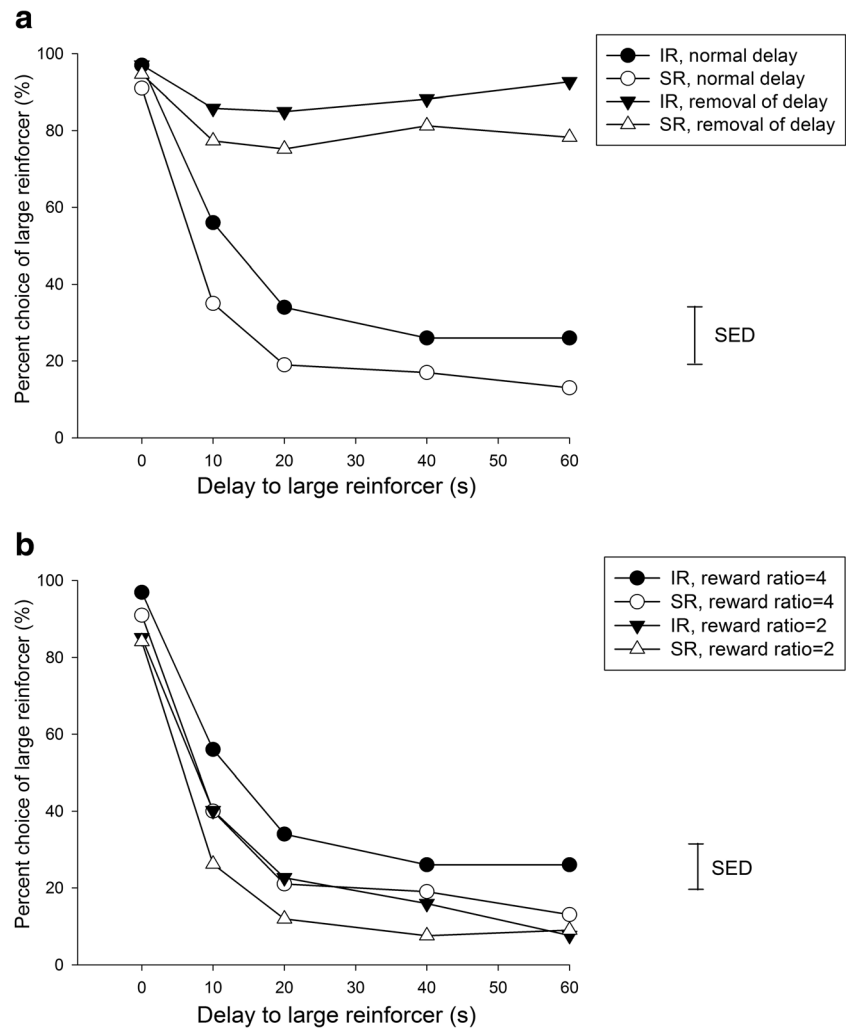 a
Percent choice of large reinforcer (%)
100
80
60
40
20
0
0 10 20 30 40 50 60
Delay to large reinforcer (s)
IR, normal delay
SR, normal delay
IR, removal of delay
SR, removal of delay
SED
b
Percent choice of large reinforcer (%)
100
80
60
40
20
0
0 10 20 30 40 50 60
Delay to large reinforcer (s)
IR, reward ratio=4
SR, reward ratio=4
IR, reward ratio=2
SR, reward ratio=2
SED